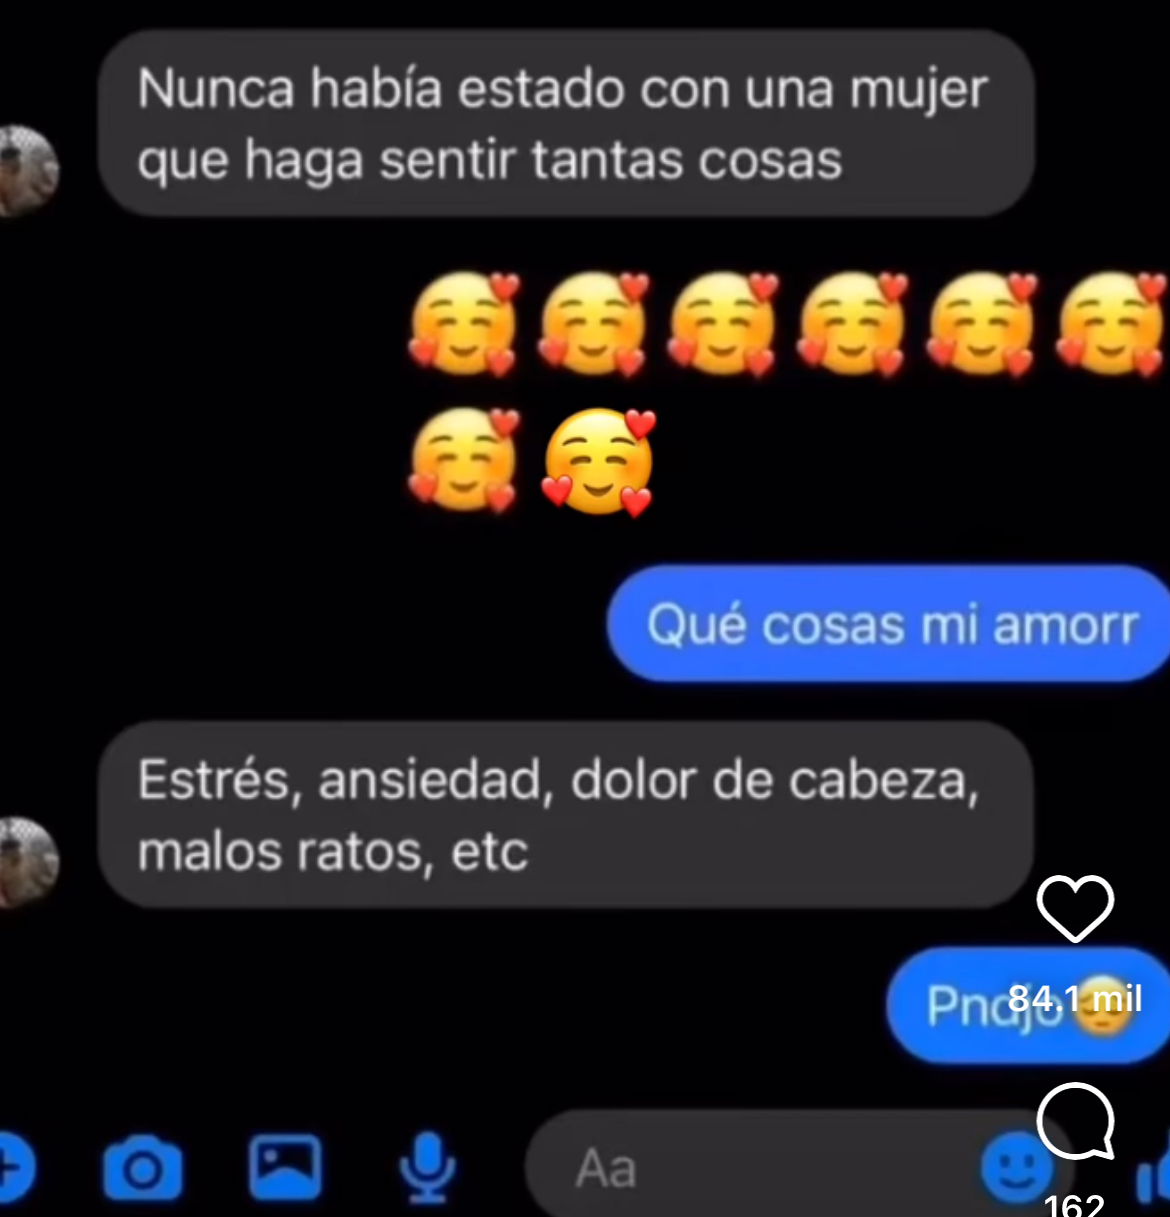 Nunca había estado con una mujer
que haga sentir tantas cosas
🥰🥰🥰🥰🥰🥰
🥰🥰
Qué cosas mi amorr
Estrés, ansiedad, dolor de cabeza,
malos ratos, etc
Pndjo😔
84.1 mil
Aa
162